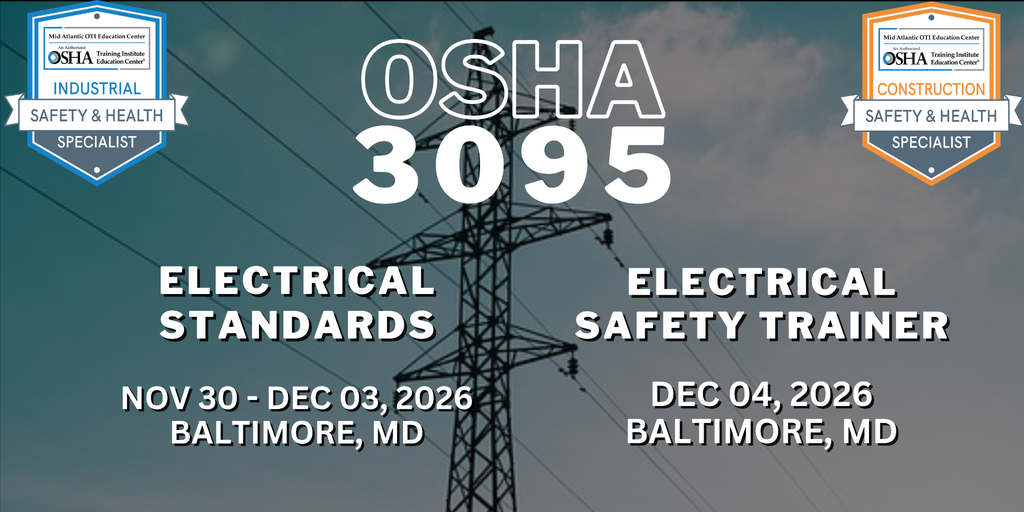 Mid Atlantic OTI Education Center
An Authorized
OSHA Training Institute
Education Center®
INDUSTRIAL
SAFETY & HEALTH
SPECIALIST
OSHA
3095
Mid Atlantic OTI Education Center
An Authorized
OSHA Training Institute
Education Center®
CONSTRUCTION
SAFETY & HEALTH
SPECIALIST
ELECTRICAL
STANDARDS
NOV 30 - DEC 03, 2026
BALTIMORE, MD
ELECTRICAL
SAFETY TRAINER
DEC 04, 2026
BALTIMORE, MD